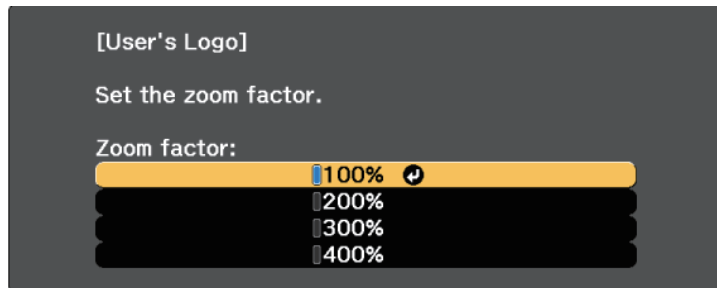 [User's Logo]
Set the zoom factor.
Zoom factor:
100%
200%
300%
400%